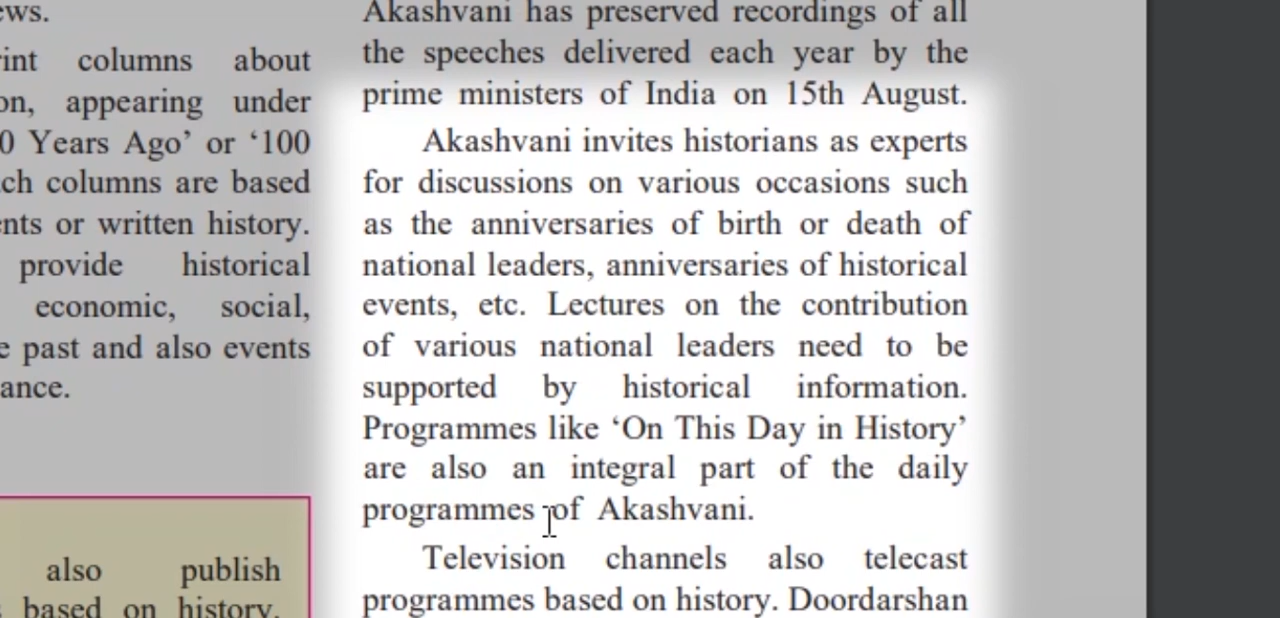 ews.
rint columns about
on, appearing under
0 Years Ago’ or ‘100
ch columns are based
nts or written history.
provide historical
economic, social,
e past and also events
ance.
also publish
based on history.
Akashvani has preserved recordings of all
the speeches delivered each year by the
prime ministers of India on 15th August.
Akashvani invites historians as experts
for discussions on various occasions such
as the anniversaries of birth or death of
national leaders, anniversaries of historical
events, etc. Lectures on the contribution
of various national leaders need to be
supported by historical information.
Programmes like ‘On This Day in History’
are also an integral part of the daily
programmes of Akashvani.
Television channels also telecast
programmes based on history. Doordarshan